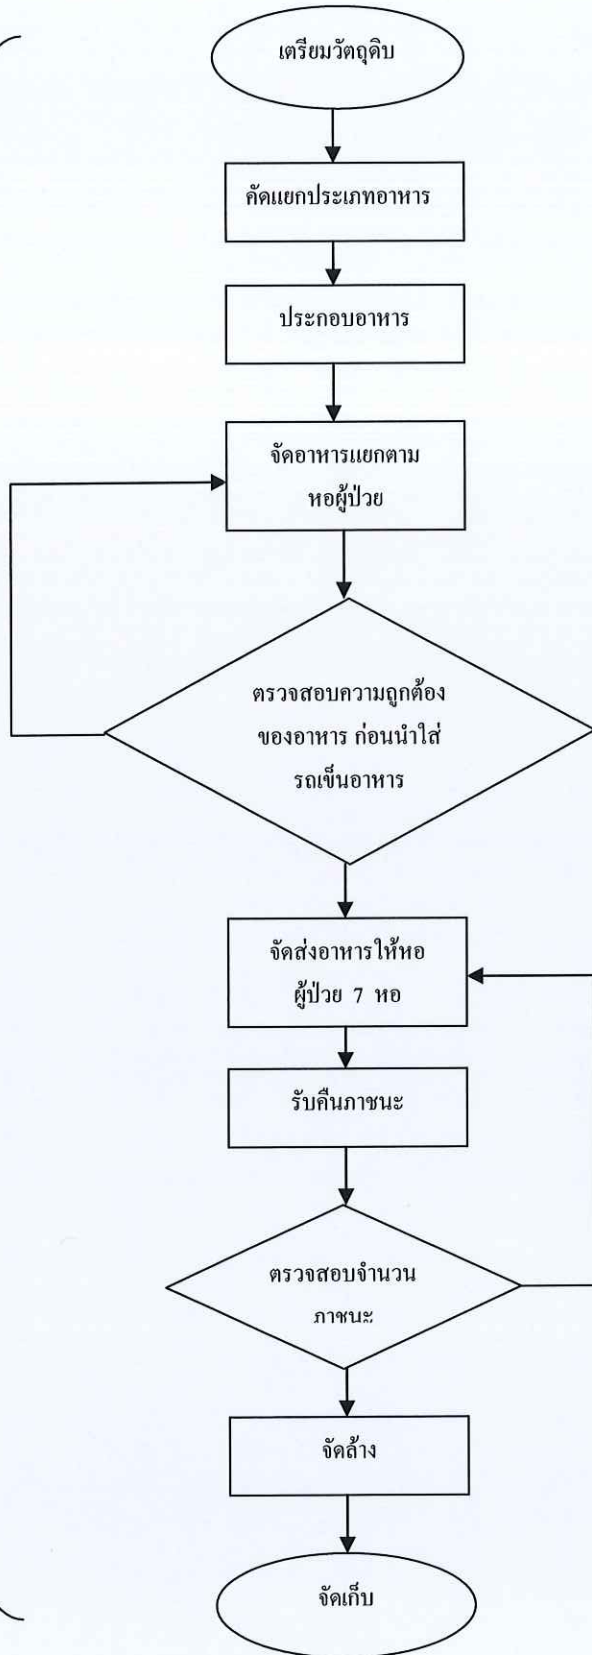 เตรียมวัตถุดิบ
คัดแยกประเภทอาหาร
ประกอบอาหาร
จัดอาหารแยกตาม
หอผู้ป่วย
ตรวจสอบความถูกต้อง
ของอาหาร ก่อนนำใส่
รถเข็นอาหาร
จัดส่งอาหารให้หอ
ผู้ป่วย 7 หอ
รับคืนภาชนะ
ตรวจสอบจำนวน
ภาชนะ
จัดล้าง
จัดเก็บ